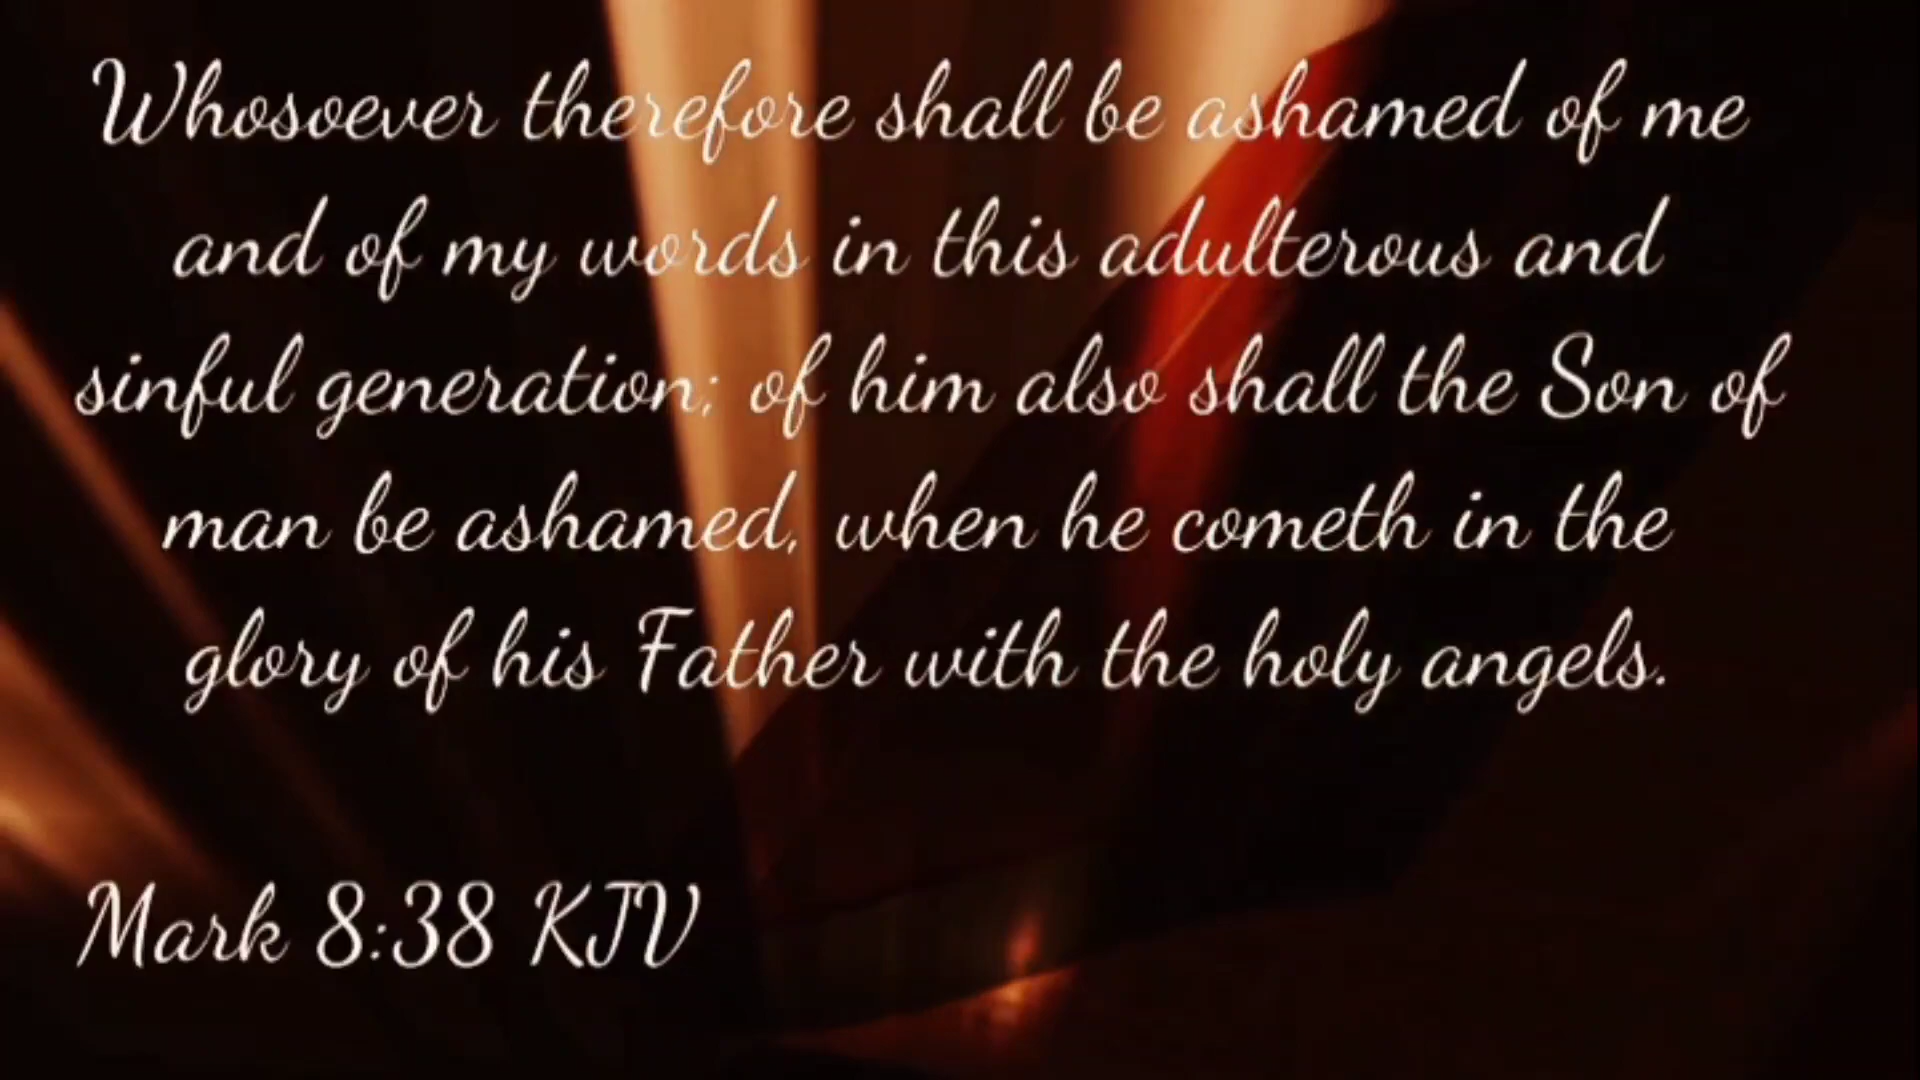 Whosoever therefore shall be ashamed of me
and of my words in this adulterous and
sinful generation; of him also shall the Son of
man be ashamed, when he cometh in the
glory of his Father with the holy angels.
Mark 8:38 KJV